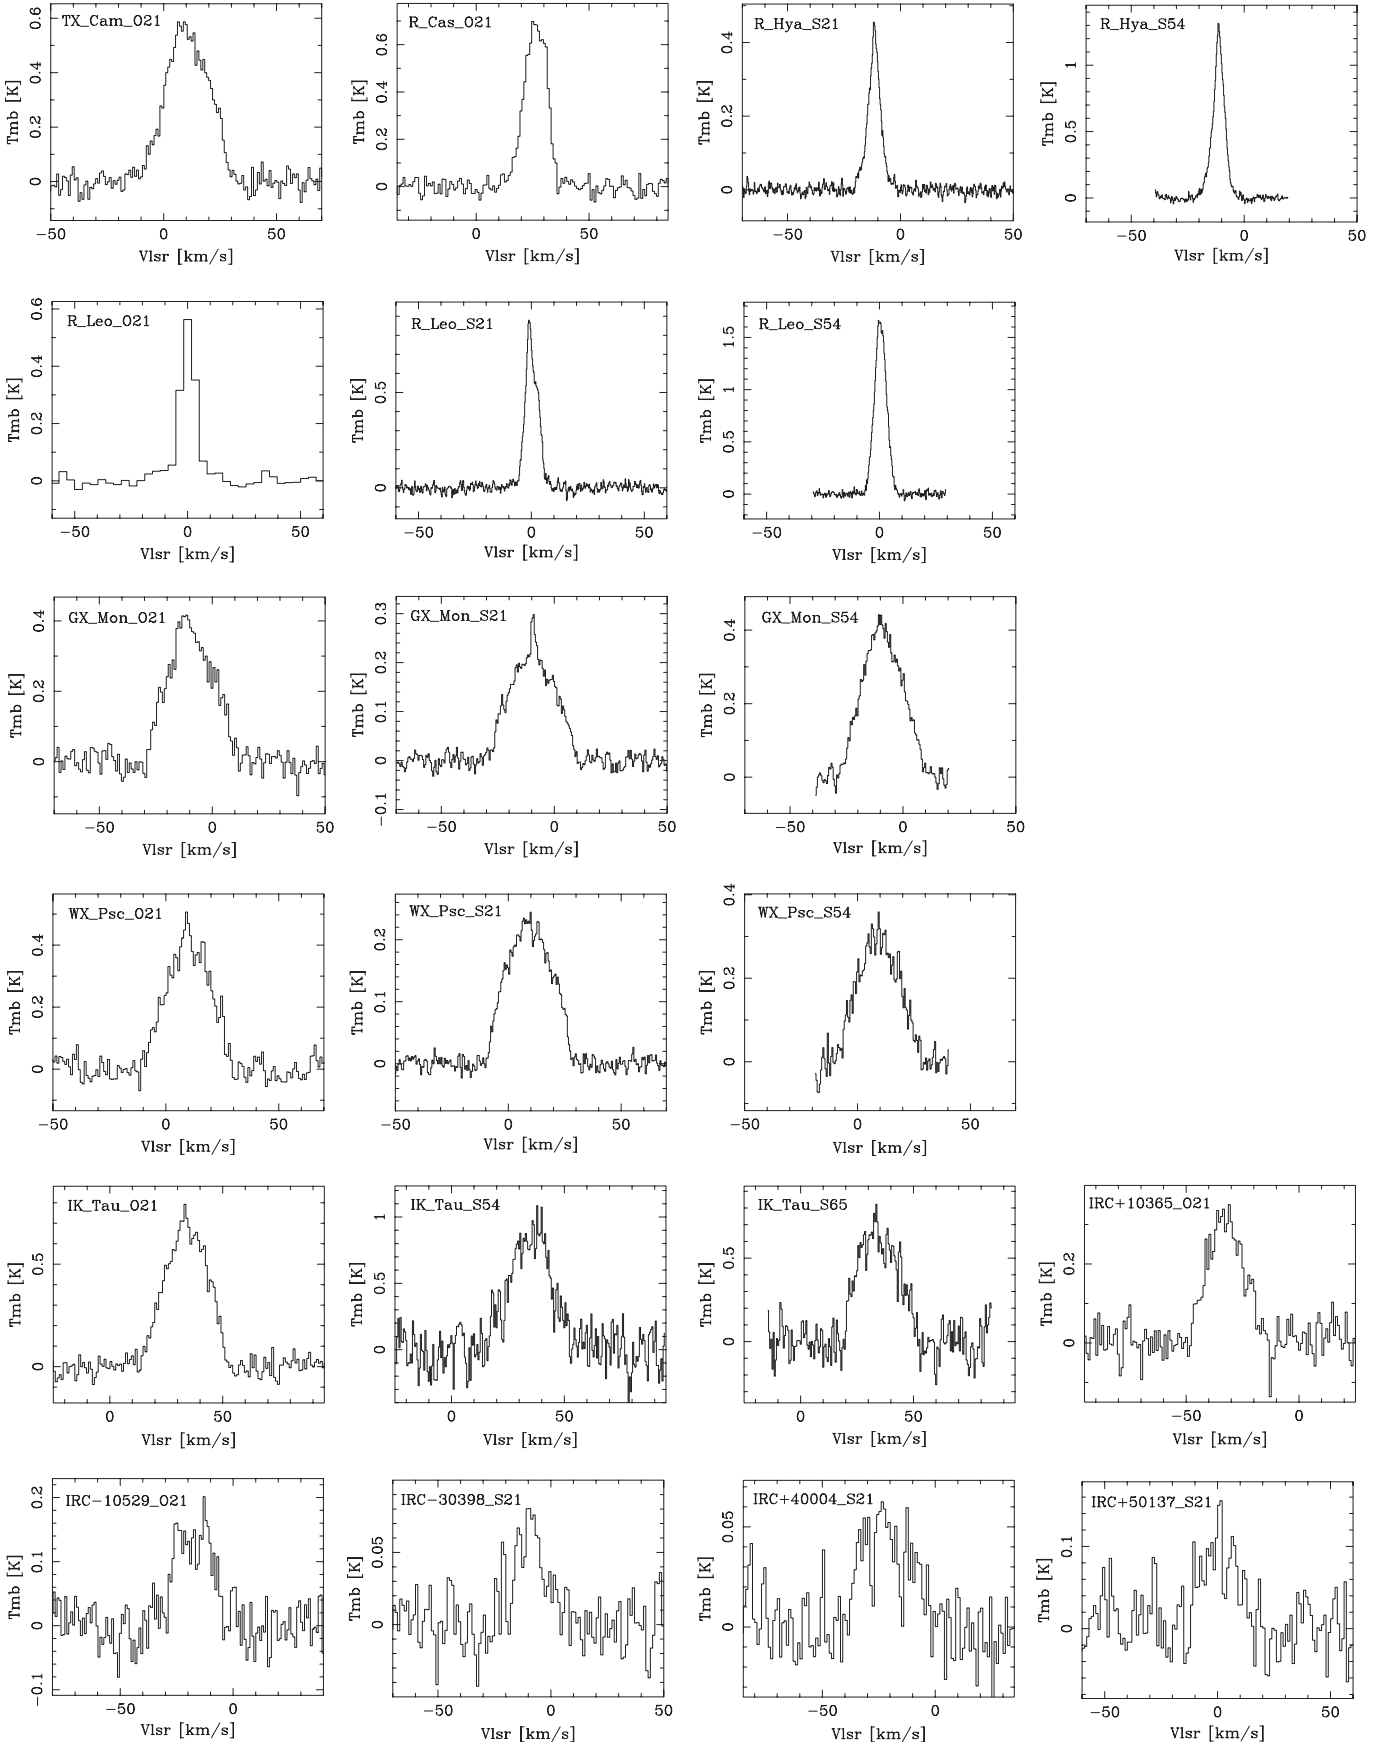 TX_Cam_O21
Tmb [K]
0 0.2 0.4 0.6
−50 0 50
Vlsr [km/s]
R_Cas_O21
Tmb [K]
0 0.2 0.4 0.6
0 50
Vlsr [km/s]
R_Hya_S21
Tmb [K]
0 0.2 0.4
−50 0 50
Vlsr [km/s]
R_Hya_S54
Tmb [K]
0 0.5 1
−50 0 50
Vlsr [km/s]
R_Leo_O21
Tmb [K]
0 0.2 0.4 0.6
−50 0 50
Vlsr [km/s]
R_Leo_S21
Tmb [K]
0 0.5
−50 0 50
Vlsr [km/s]
R_Leo_S54
Tmb [K]
0 0.5 1 1.5
−50 0 50
Vlsr [km/s]
GX_Mon_O21
Tmb [K]
0 0.2 0.4
−50 0 50
Vlsr [km/s]
GX_Mon_S21
Tmb [K]
−0.1 0 0.1 0.2 0.3
−50 0 50
Vlsr [km/s]
GX_Mon_S54
Tmb [K]
0 0.2 0.4
−50 0 50
Vlsr [km/s]
WX_Psc_O21
Tmb [K]
0 0.2 0.4
−50 0 50
Vlsr [km/s]
WX_Psc_S21
Tmb [K]
0 0.1 0.2
−50 0 50
Vlsr [km/s]
WX_Psc_S54
Tmb [K]
0 0.2 0.4
−50 0 50
Vlsr [km/s]
IK_Tau_O21
Tmb [K]
0 0.5
0 50
Vlsr [km/s]
IK_Tau_S54
Tmb [K]
0 0.5 1
0 50
Vlsr [km/s]
IK_Tau_S65
Tmb [K]
0 0.5
0 50
Vlsr [km/s]
IRC+10365_O21
Tmb [K]
0 0.2
−50 0
Vlsr [km/s]
IRC−10529_O21
Tmb [K]
−0.1 0 0.1 0.2
−50 0
Vlsr [km/s]
IRC−30398_S21
Tmb [K]
0 0.05
−50 0 50
Vlsr [km/s]
IRC+40004_S21
Tmb [K]
0 0.05
−50 0
Vlsr [km/s]
IRC+50137_S21
Tmb [K]
0 0.1
−50 0 50
Vlsr [km/s]